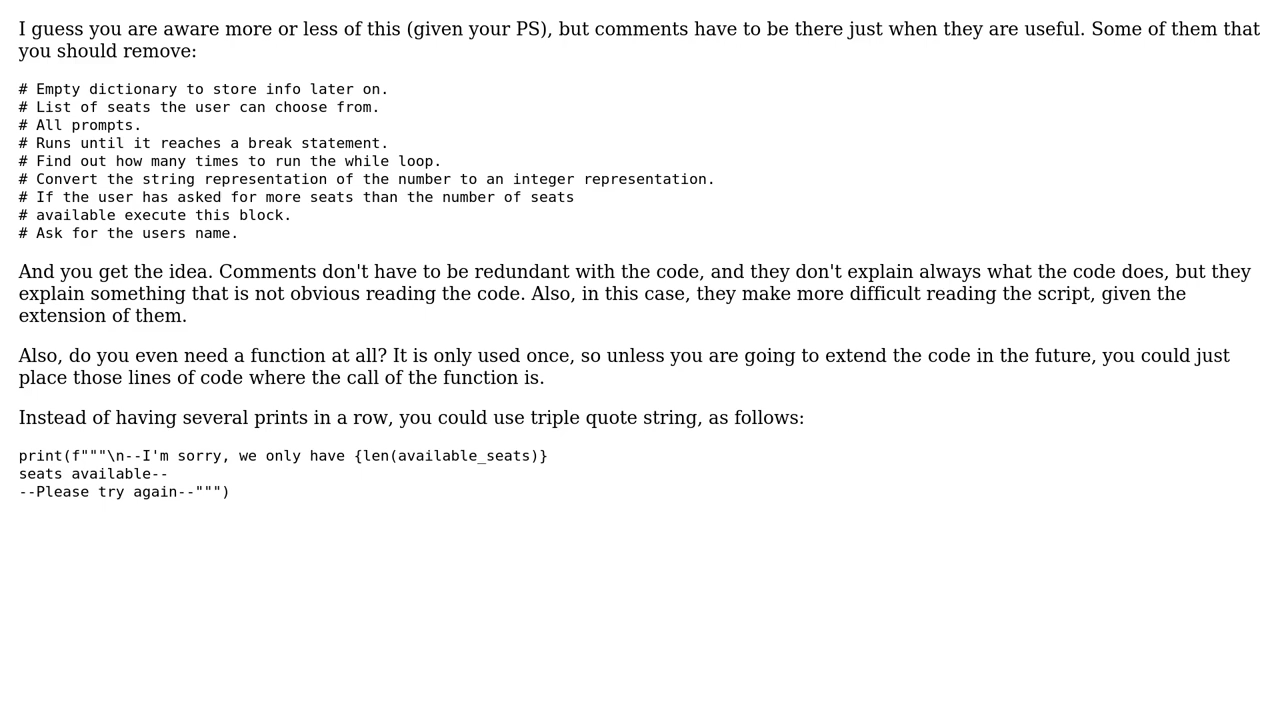 I guess you are aware more or less of this (given your PS), but comments have to be there just when they are useful. Some of them that
you should remove:
# Empty dictionary to store info later on.
# List of seats the user can choose from.
# All prompts.
# Runs until it reaches a break statement.
# Find out how many times to run the while loop.
# Convert the string representation of the number to an integer representation.
# If the user has asked for more seats than the number of seats
# available execute this block.
# Ask for the users name.
And you get the idea. Comments don't have to be redundant with the code, and they don't explain always what the code does, but they
explain something that is not obvious reading the code. Also, in this case, they make more difficult reading the script, given the
extension of them.
Also, do you even need a function at all? It is only used once, so unless you are going to extend the code in the future, you could just
place those lines of code where the call of the function is.
Instead of having several prints in a row, you could use triple quote string, as follows:
print(f"""\n--I'm sorry, we only have {len(available_seats)}
seats available--
--Please try again--""")